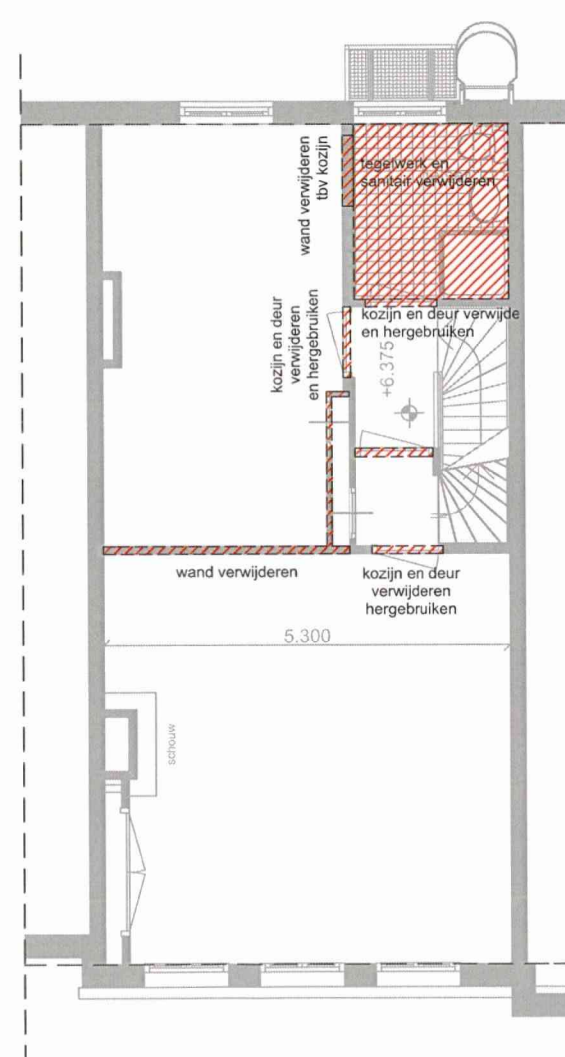 wand verwijderen
tbv kozijn
tegelwerk en
sanitair verwijderen
kozijn en deur
verwijderen
en hergebruiken
kozijn en deur verwijde
en hergebruiken
+6.375
wand verwijderen
kozijn en deur
verwijderen
hergebruiken
5.300
schouw